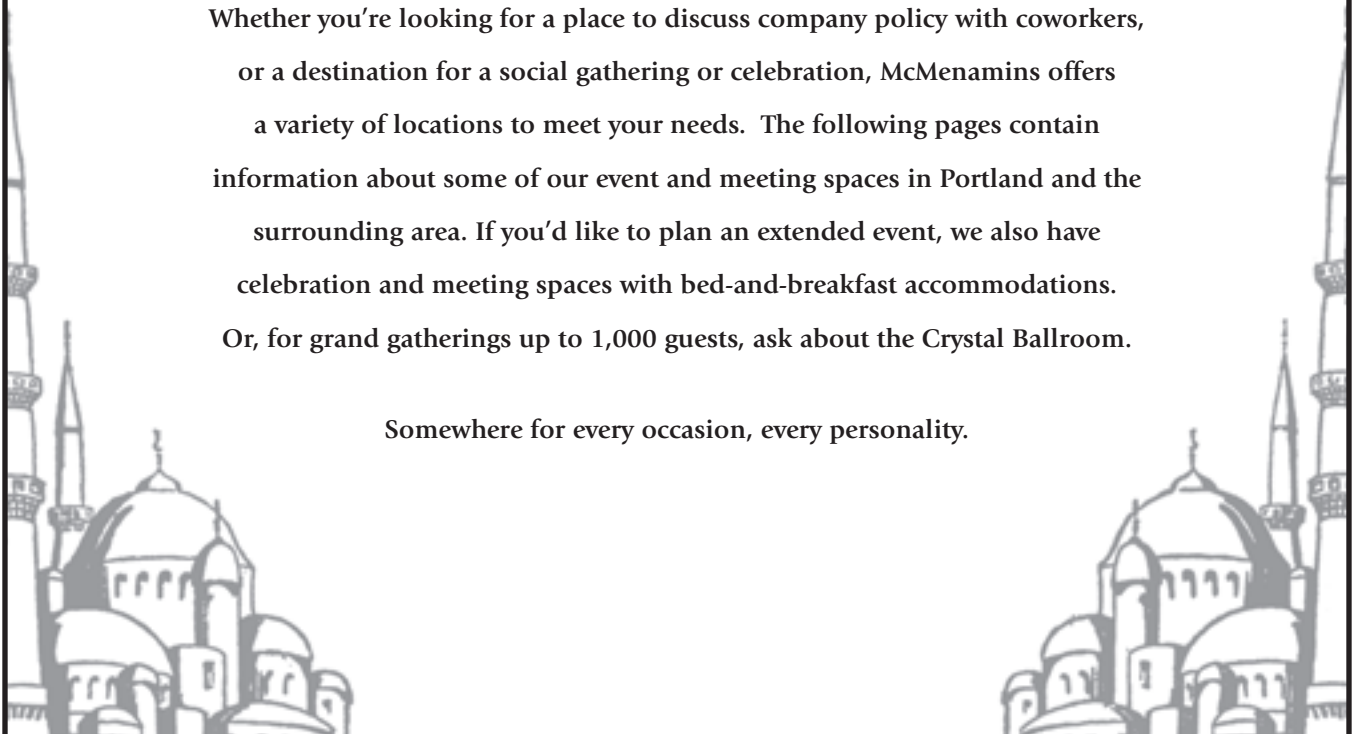 Whether you’re looking for a place to discuss company policy with coworkers,
or a destination for a social gathering or celebration, McMenamins offers
a variety of locations to meet your needs.  The following pages contain
information about some of our event and meeting spaces in Portland and the
surrounding area. If you’d like to plan an extended event, we also have
celebration and meeting spaces with bed-and-breakfast accommodations.
Or, for grand gatherings up to 1,000 guests, ask about the Crystal Ballroom.
Somewhere for every occasion, every personality.